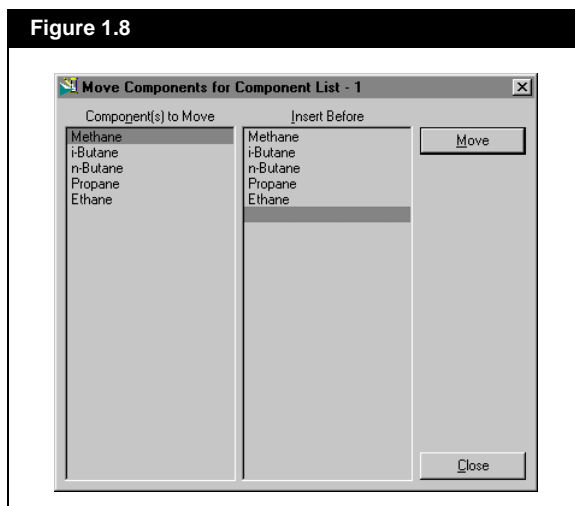 Figure 1.8
Move Components for Component List - 1
Component(s) to Move
Insert Before
Methane
i-Butane
n-Butane
Propane
Ethane
Methane
i-Butane
n-Butane
Propane
Ethane
Move
Close